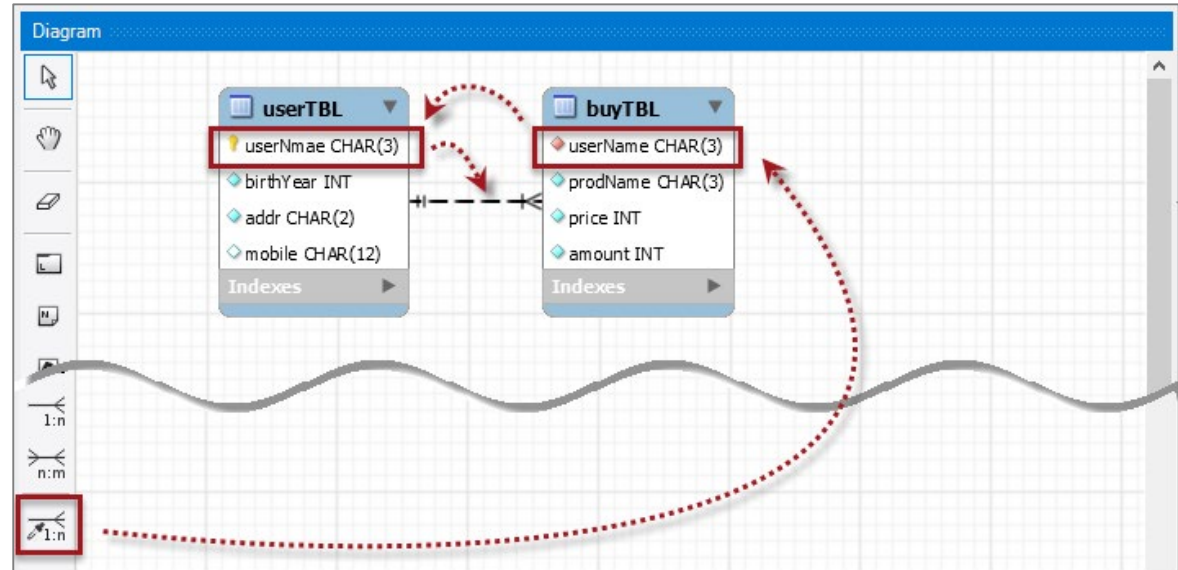 Diagram
userTBL
userNmae CHAR(3)
birthYear INT
addr CHAR(2)
mobile CHAR(12)
Indexes
buyTBL
userName CHAR(3)
prodName CHAR(3)
price INT
amount INT
Indexes
1:n
n:m
1:n